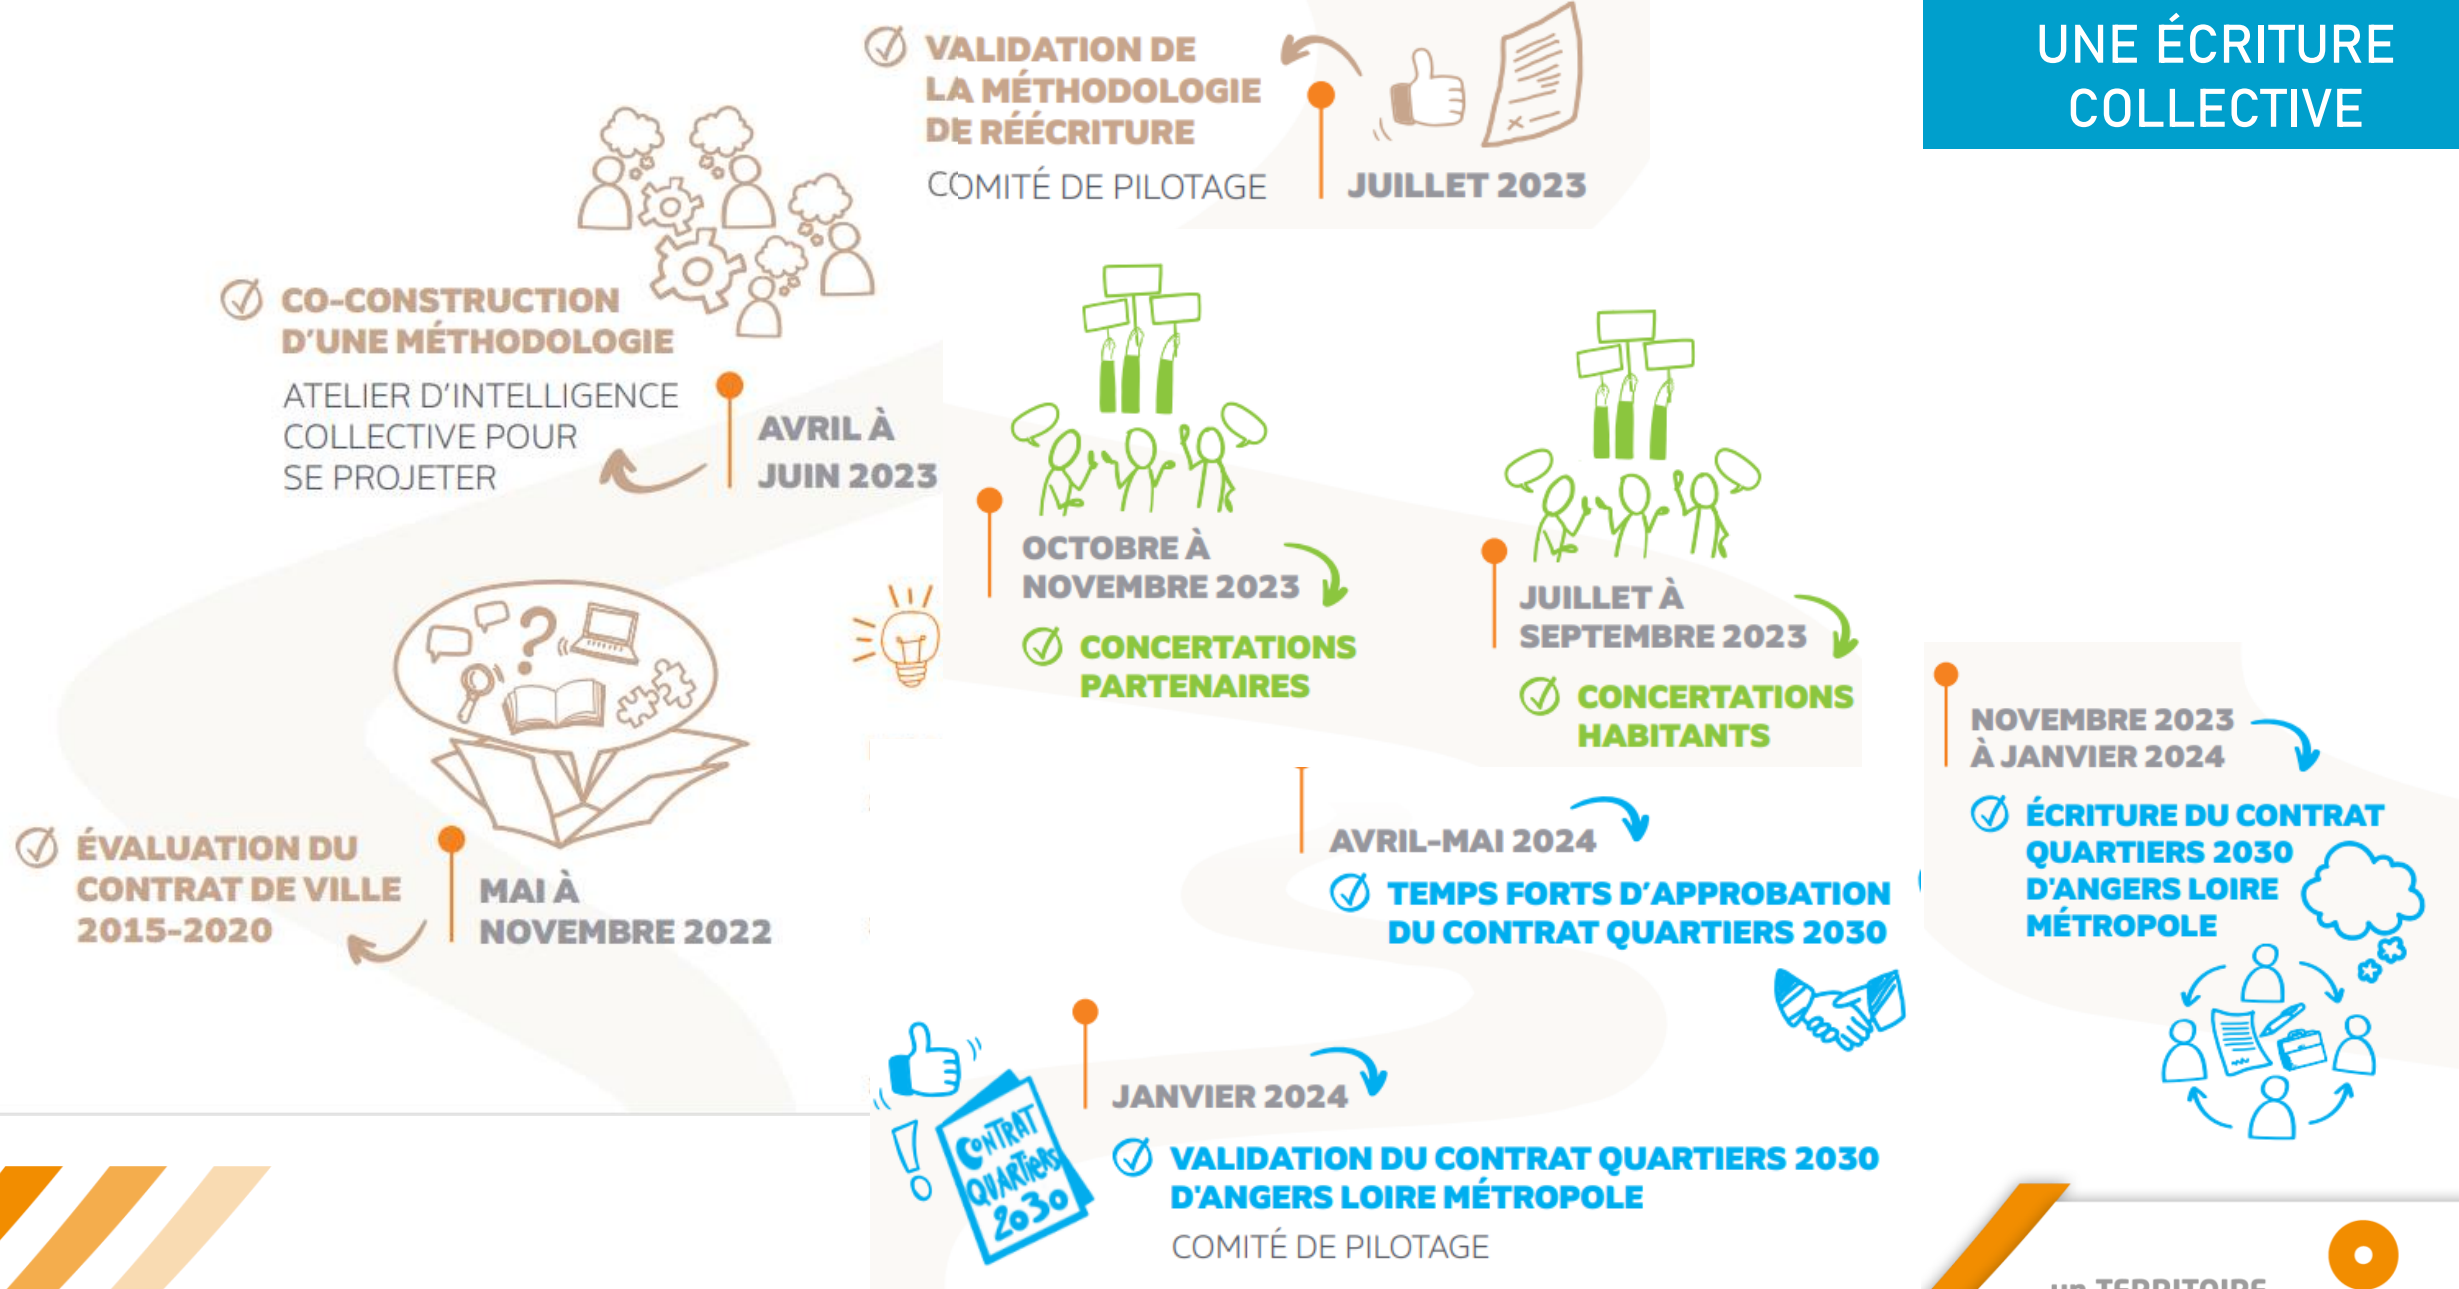 UNE ÉCRITURE
COLLECTIVE
VALIDATION DE
LA MÉTHODOLOGIE
DE RÉÉCRITURE
COMITÉ DE PILOTAGE
JUILLET 2023
CO-CONSTRUCTION
D'UNE MÉTHODOLOGIE
ATELIER D'INTELLIGENCE
COLLECTIVE POUR
SE PROJETER
AVRIL À
JUIN 2023
OCTOBRE À
NOVEMBRE 2023
CONCERTATIONS
PARTENAIRES
JUILLET À
SEPTEMBRE 2023
CONCERTATIONS
HABITANTS
NOVEMBRE 2023
À JANVIER 2024
ÉCRITURE DU CONTRAT
QUARTIERS 2030
D'ANGERS LOIRE
MÉTROPOLE
ÉVALUATION DU
CONTRAT DE VILLE
2015-2020
MAI À
NOVEMBRE 2022
AVRIL-MAI 2024
TEMPS FORTS D'APPROBATION
DU CONTRAT QUARTIERS 2030
JANVIER 2024
VALIDATION DU CONTRAT QUARTIERS 2030
D'ANGERS LOIRE MÉTROPOLE
COMITÉ DE PILOTAGE
CONTRAT
QUARTIERS
2030
un TERRITOIRE